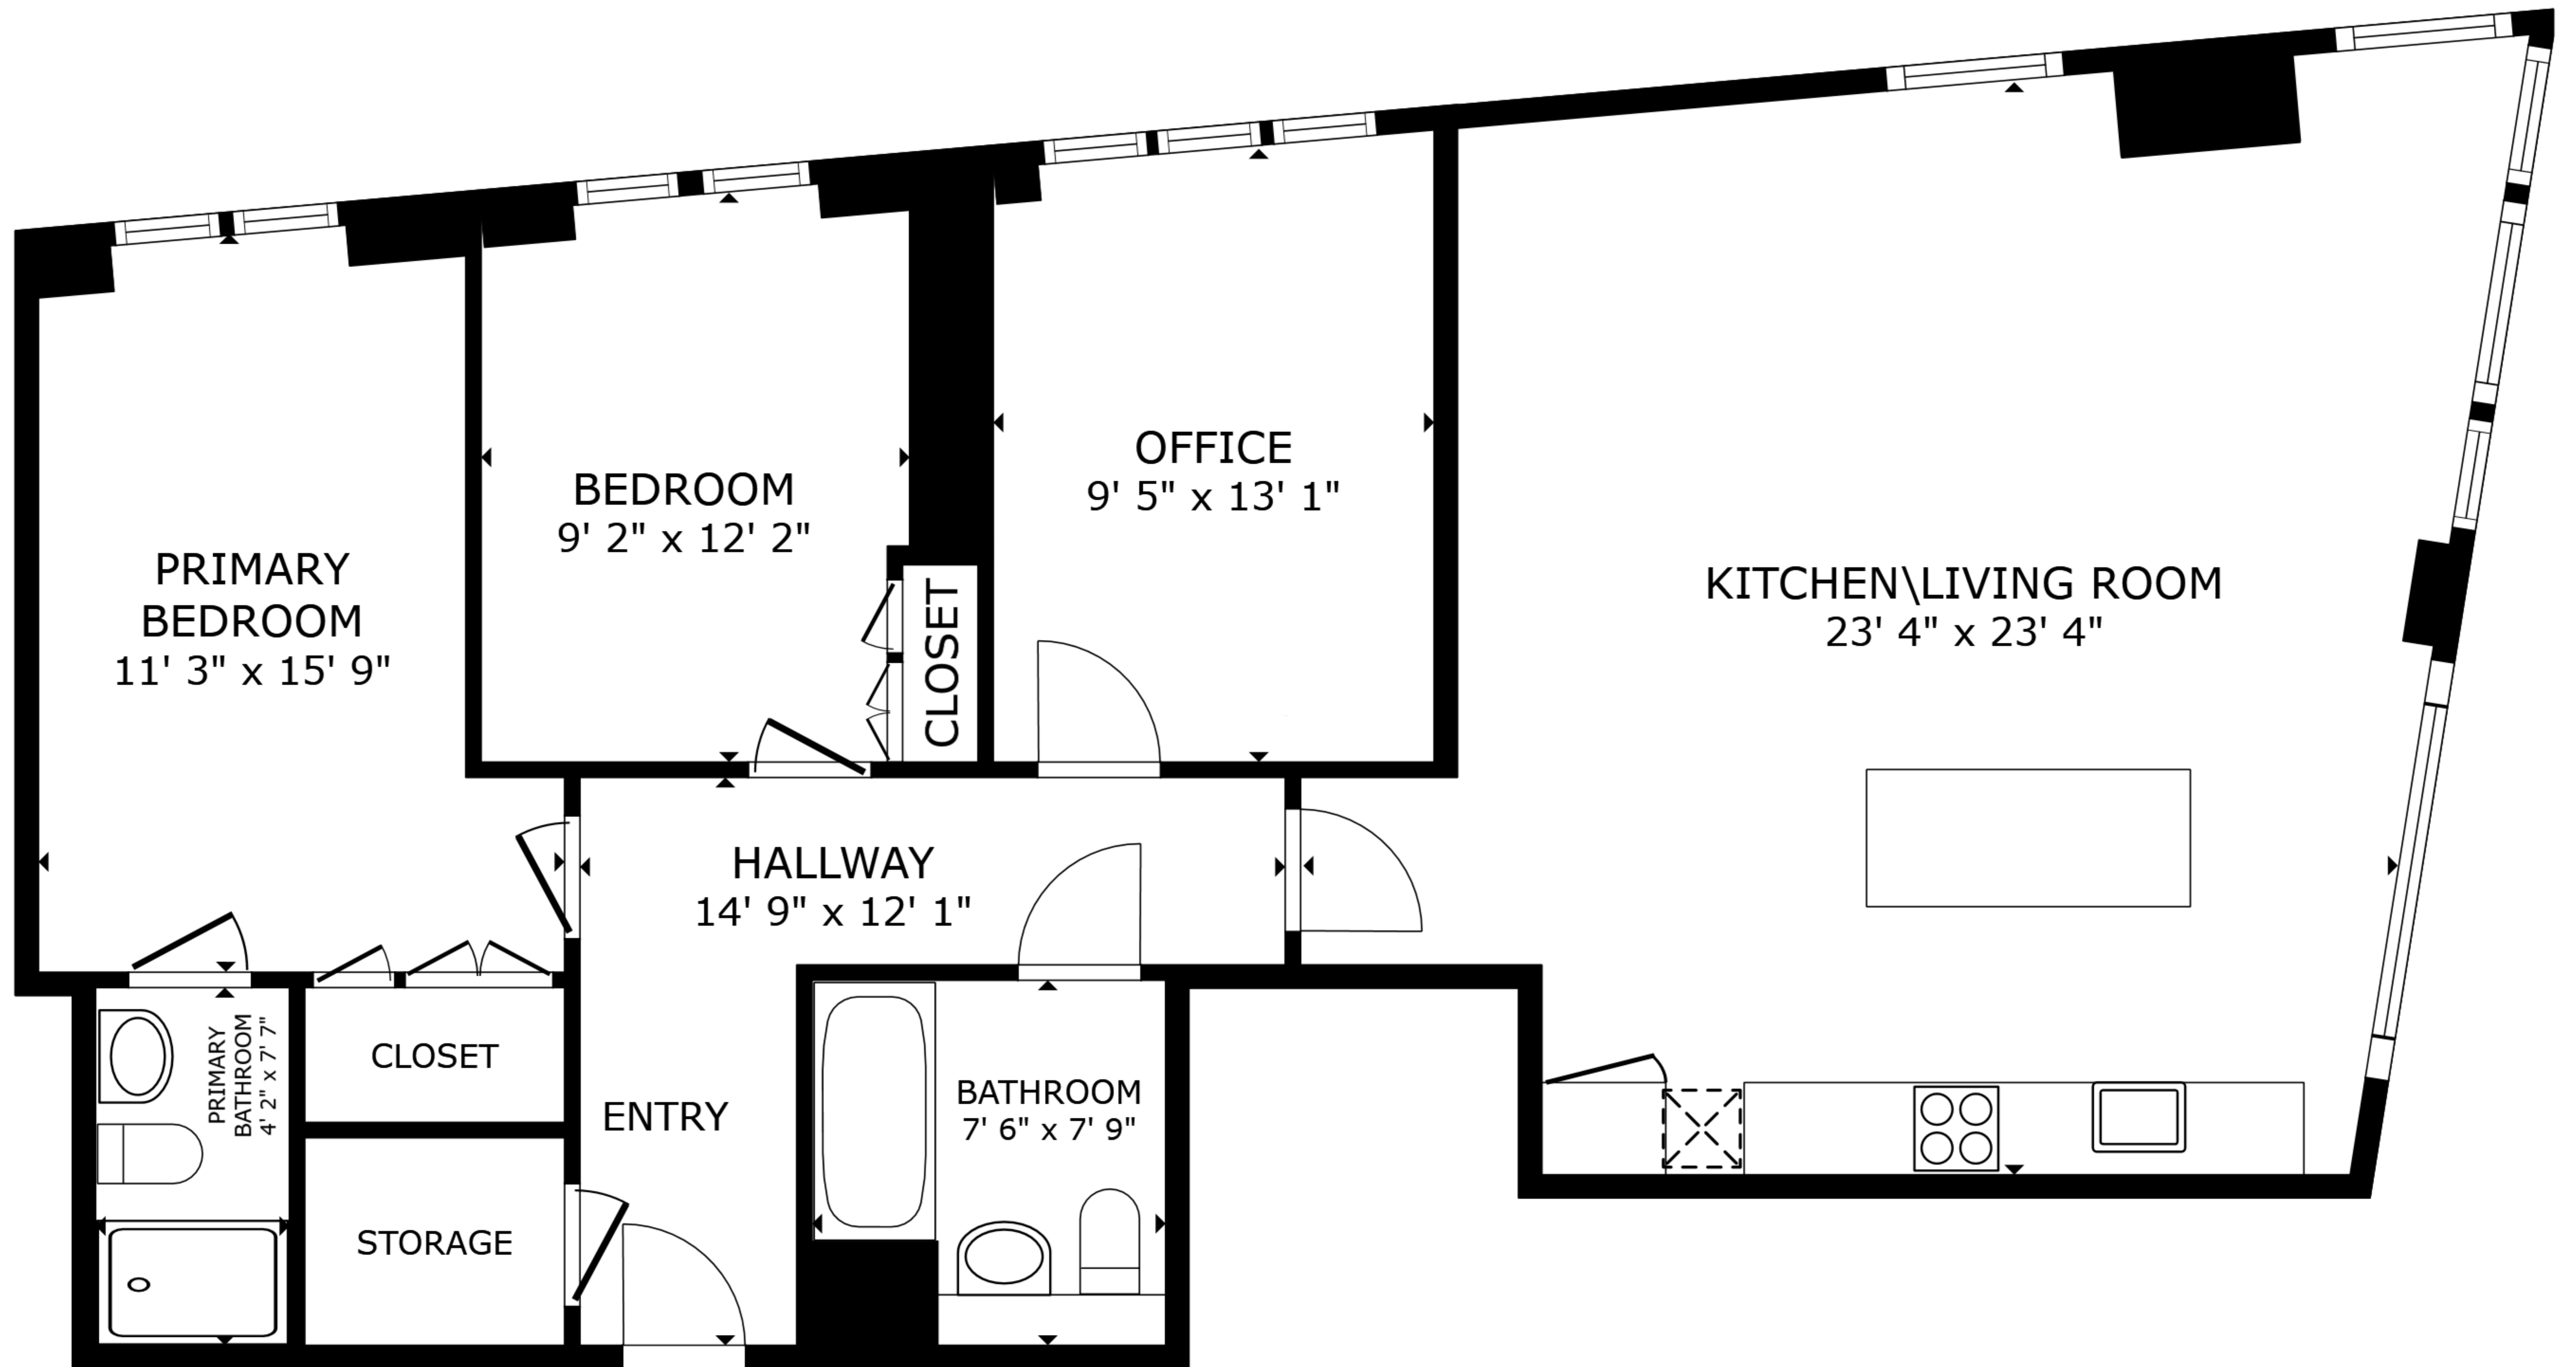 PRIMARY
BEDROOM
11' 3" x 15' 9"
BEDROOM
9' 2" x 12' 2"
CLOSET
OFFICE
9' 5" x 13' 1"
KITCHEN\LIVING ROOM
23' 4" x 23' 4"
HALLWAY
14' 9" x 12' 1"
PRIMARY
BATHROOM
4' 2" x 7' 7"
CLOSET
STORAGE
ENTRY
BATHROOM
7' 6" x 7' 9"